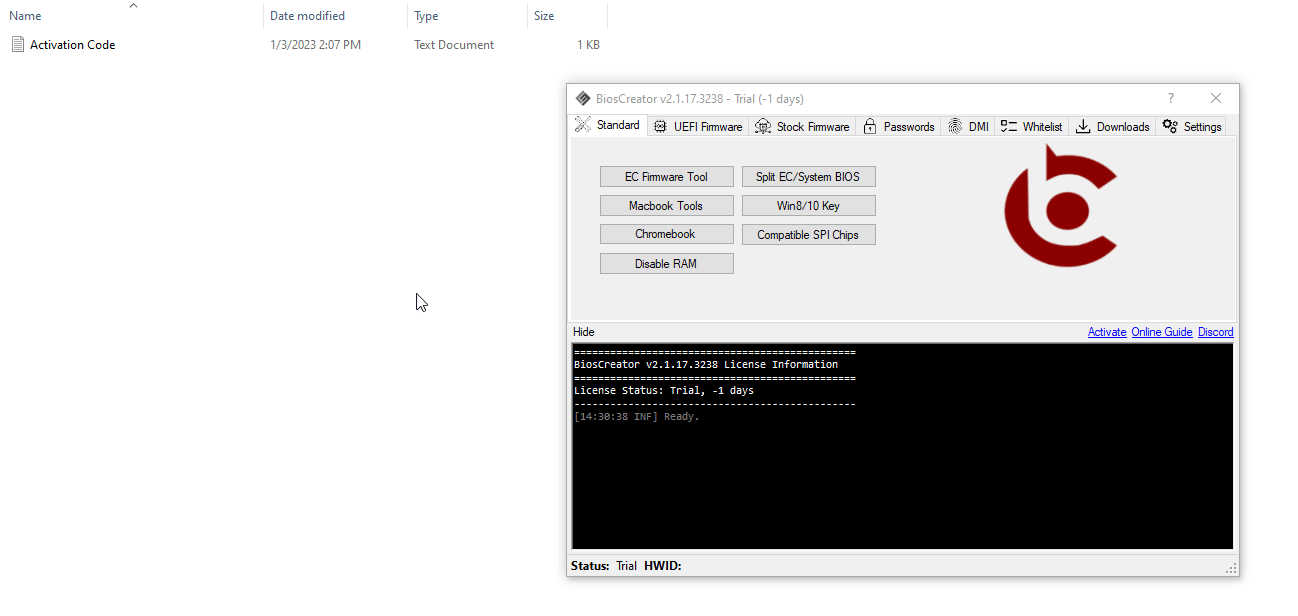 Name Date modified Type Size
Activation Code 1/3/2023 2:07 PM Text Document 1 KB
BiosCreator v2.1.17.3238 - Trial (-1 days) ?
Standard UEFI Firmware Stock Firmware Passwords DMI Whitelist Downloads Settings
EC Firmware Tool Split EC/System BIOS
Macbook Tools Win8/10 Key
Chromebook Compatible SPI Chips
Disable RAM
Hide Activate Online Guide Discord
===============================================
BiosCreator v2.1.17.3238 License Information
===============================================
License Status: Trial, -1 days
-----------------------------------------------
[14:30:38 INF] Ready.
Status: Trial HWID: